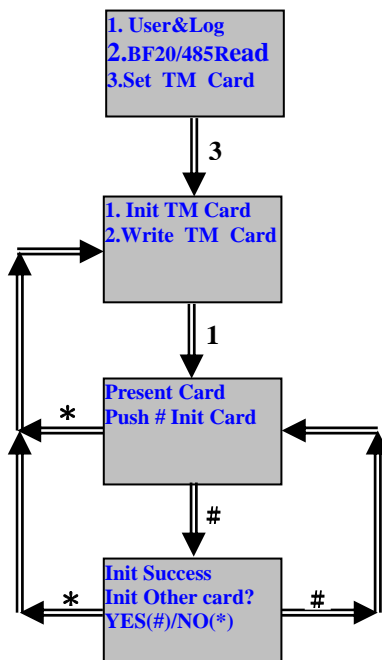 1. User&Log
2.BF20/485Read
3.Set TM Card
3
1. Init TM Card
2.Write TM Card
1
Present Card
Push # Init Card
*
#
Init Success
Init Other card?
YES(#)/NO(*)
*
#